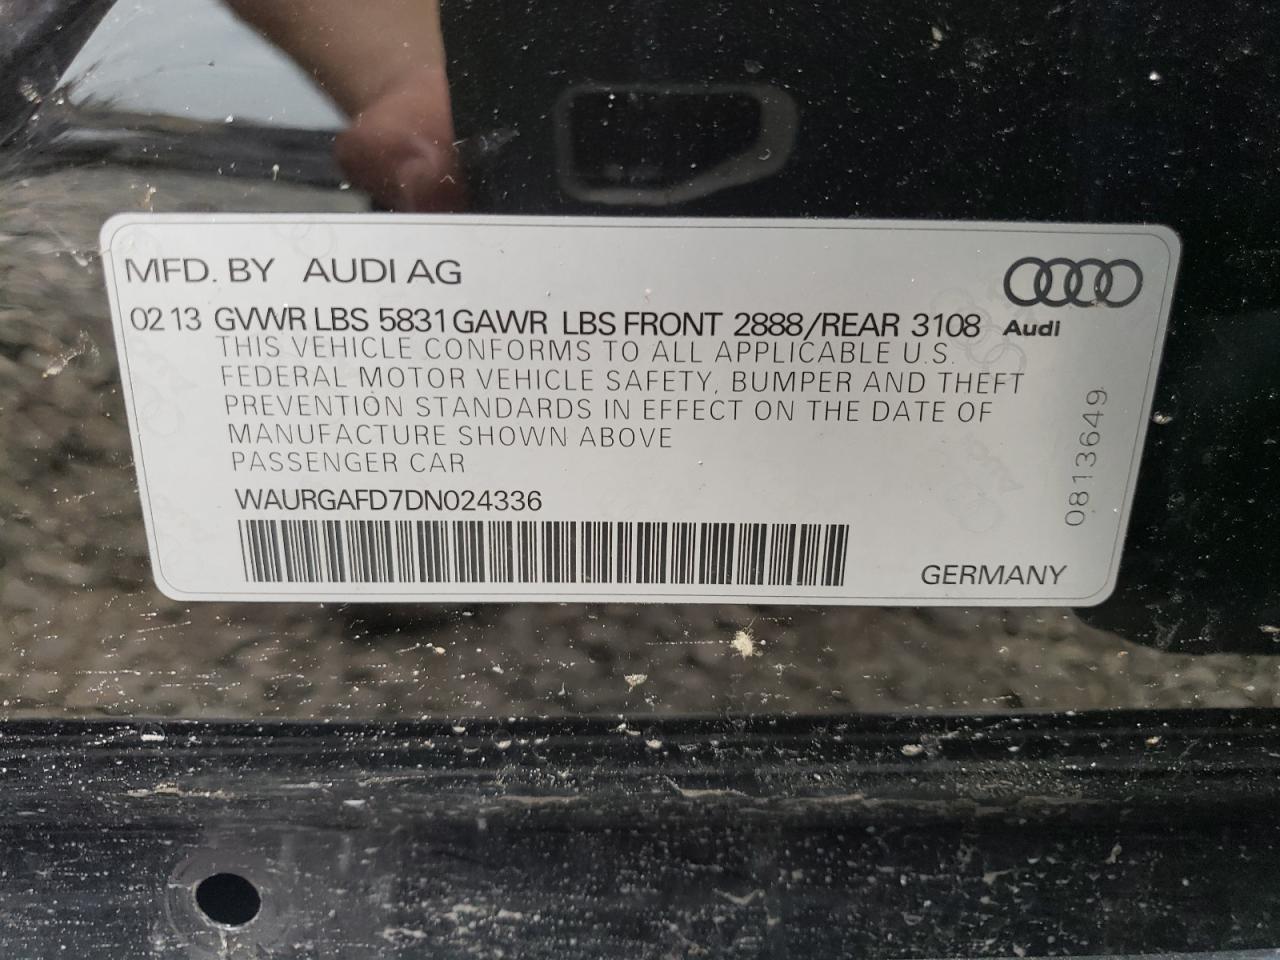 MFD. BY AUDI AG
02 13 GVWR LBS 5831 GAWR LBS FRONT 2888/REAR 3108 Audi
THIS VEHICLE CONFORMS TO ALL APPLICABLE U.S.
FEDERAL MOTOR VEHICLE SAFETY, BUMPER AND THEFT
PREVENTION STANDARDS IN EFFECT ON THE DATE OF
MANUFACTURE SHOWN ABOVE
PASSENGER CAR
WAURGAFD7DN024336
GERMANY
0813649